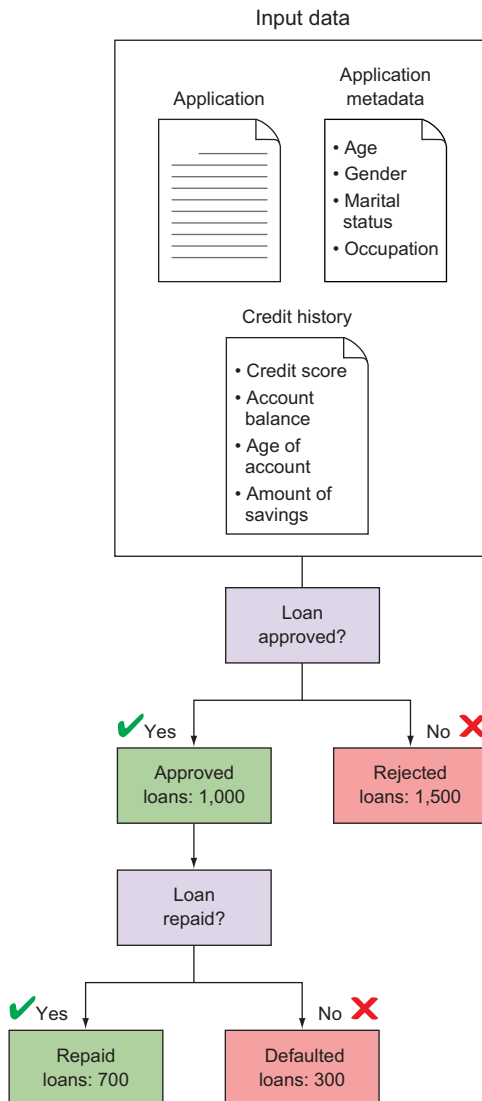 Input data
Application
Application
metadata
• Age
• Gender
• Marital
status
• Occupation
Credit history
• Credit score
• Account
balance
• Age of
account
• Amount of
savings
Loan
approved?
Yes
No
Approved
loans: 1,000
Rejected
loans: 1,500
Loan
repaid?
Yes
No
Repaid
loans: 700
Defaulted
loans: 300